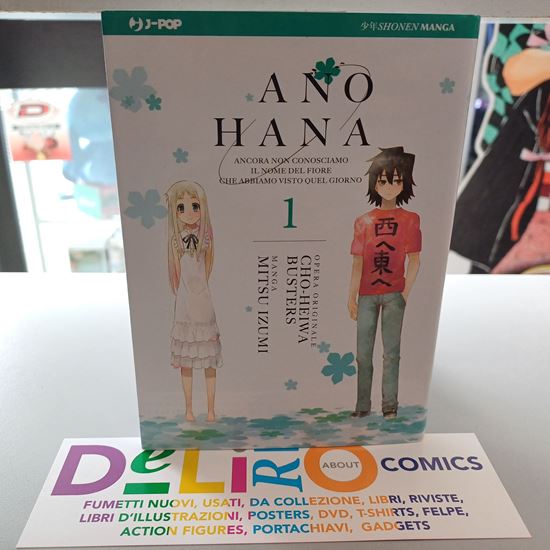 J-POP
少年SHONEN MANGA
ANO
HANA
ANCORA NON CONOSCIAMO
IL NOME DEL FIORE
CHE ABBIAMO VISTO QUEL GIORNO
1
OPERA ORIGINALE
CHO-HEIWA
BUSTERS
MANGA
MITSU IZUMI
西へ東へ
DeLiRiO ABOUT COMICS
FUMETTI NUOVI, USATI, DA COLLEZIONE, LIBRI, RIVISTE,
LIBRI D'ILLUSTRAZIONI, POSTERS, DVD, T-SHIRTS, FELPE,
ACTION FIGURES, PORTACHIAVI, GADGETS